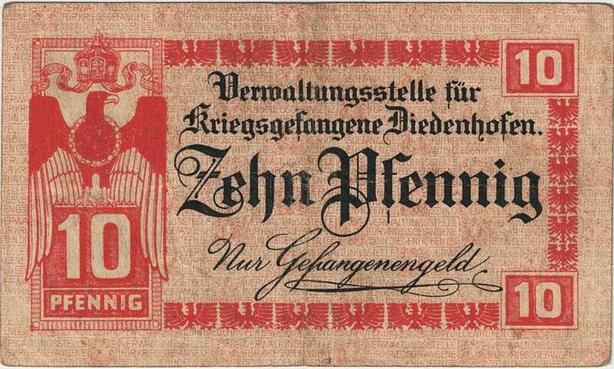 10
Verwaltungsstelle für
Kriegsgefangene Diedenhofen.
Zehn Pfennig
Nur Gefangenengeld
10
PFENNIG
10